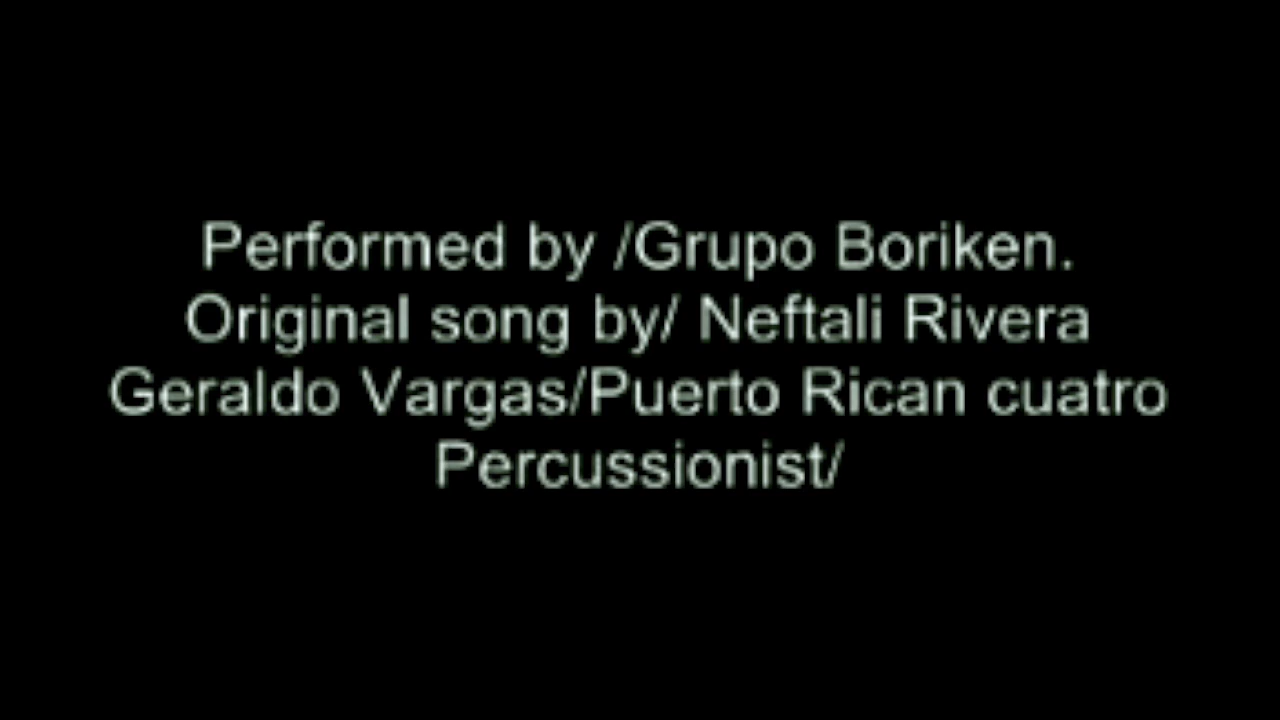 Performed by /Grupo Boriken.
Original song by/ Neftali Rivera
Geraldo Vargas/Puerto Rican cuatro
Percussionist/